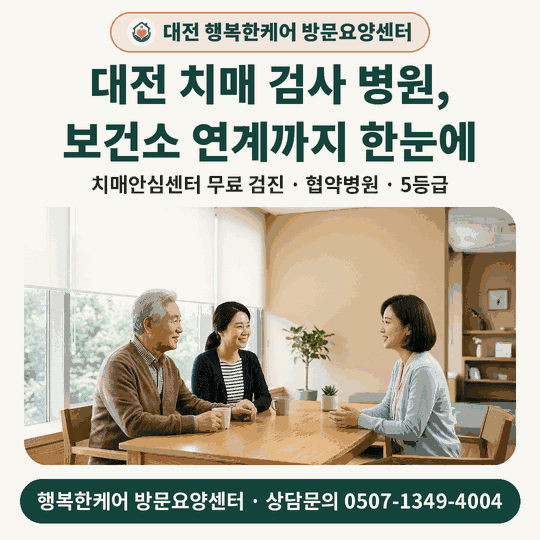 대전 행복한케어 방문요양센터
대전 치매 검사 병원,
보건소 연계까지 한눈에
치매안심센터 무료 검진 · 협약병원 · 5등급
행복한케어 방문요양센터 · 상담문의 0507-1349-4004